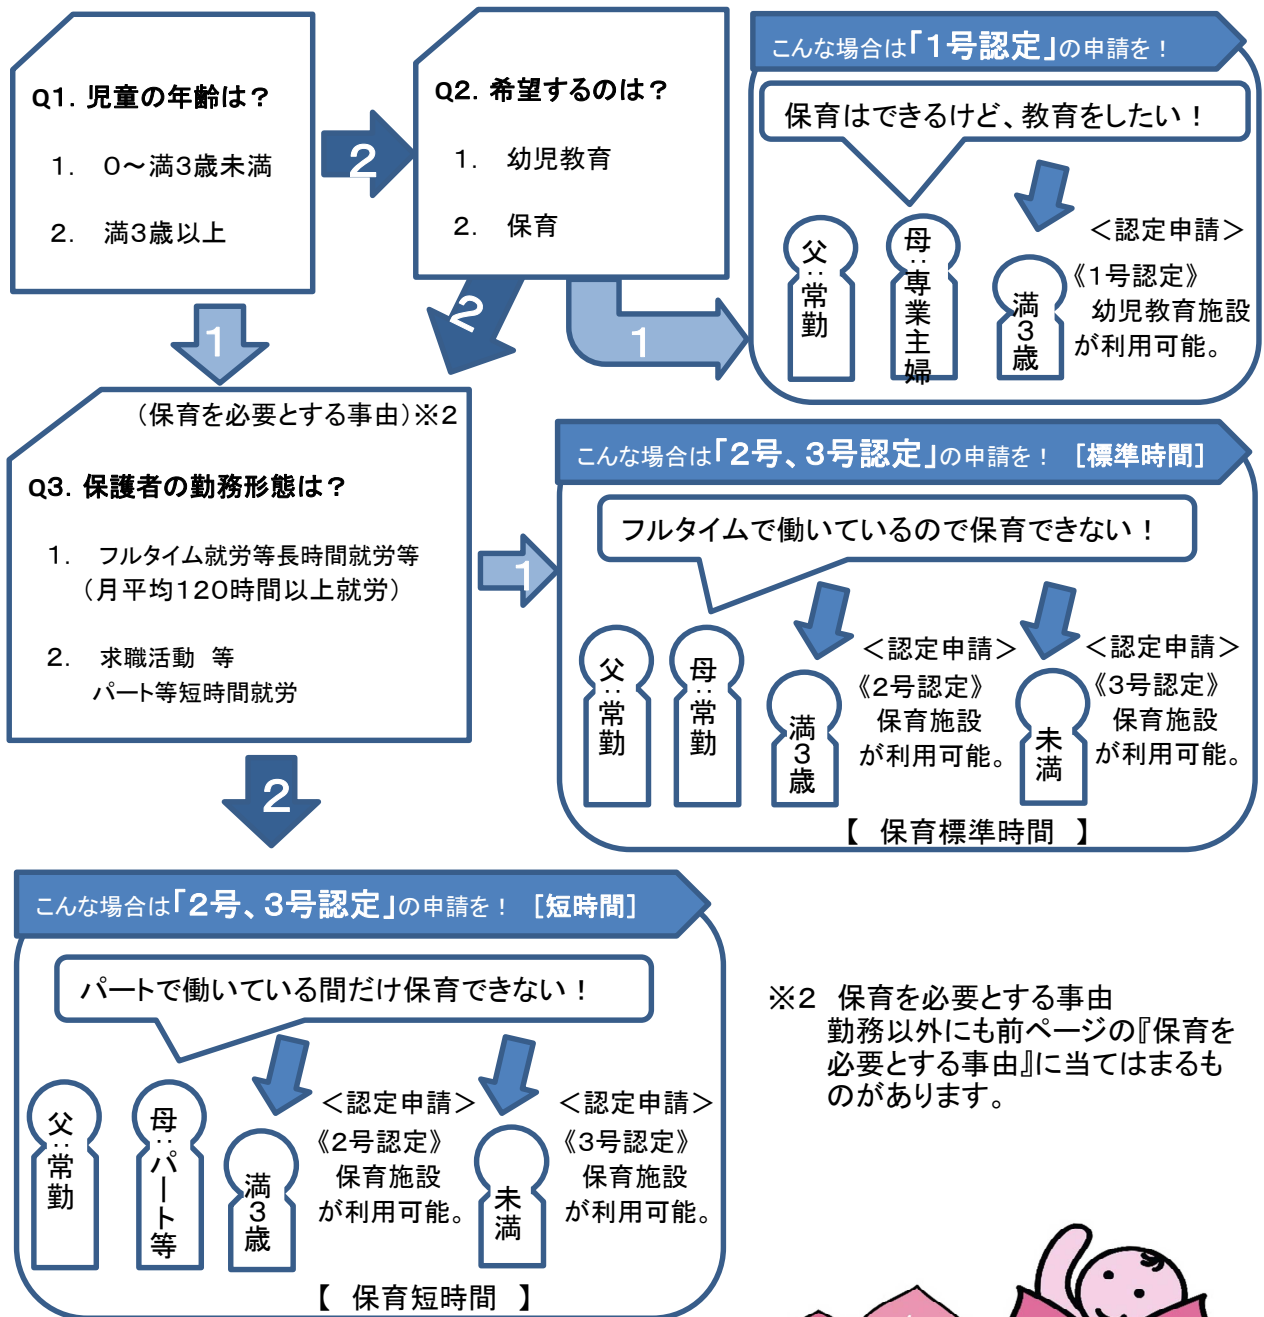 Q1. 児童の年齢は？
1. 0～満3歳未満
2. 満3歳以上
2
Q2. 希望するのは？
1. 幼児教育
2. 保育
1
2
1
こんな場合は「1号認定」の申請を！
保育はできるけど、教育をしたい！
父：常勤
母：専業主婦
満3歳
＜認定申請＞
《1号認定》
幼児教育施設
が利用可能。
（保育を必要とする事由）※2
Q3. 保護者の勤務形態は？
1. フルタイム就労等長時間就労等
（月平均120時間以上就労）
2. 求職活動 等
パート等短時間就労
1
2
こんな場合は「2号、3号認定」の申請を！ ［標準時間］
フルタイムで働いているので保育できない！
父：常勤
母：常勤
満3歳
＜認定申請＞
《2号認定》
保育施設
が利用可能。
未満
＜認定申請＞
《3号認定》
保育施設
が利用可能。
【 保育標準時間 】
こんな場合は「2号、3号認定」の申請を！ ［短時間］
パートで働いている間だけ保育できない！
父：常勤
母：パート等
満3歳
＜認定申請＞
《2号認定》
保育施設
が利用可能。
未満
＜認定申請＞
《3号認定》
保育施設
が利用可能。
【 保育短時間 】
※2 保育を必要とする事由
勤務以外にも前ページの『保育を
必要とする事由』に当てはまるも
のがあります。